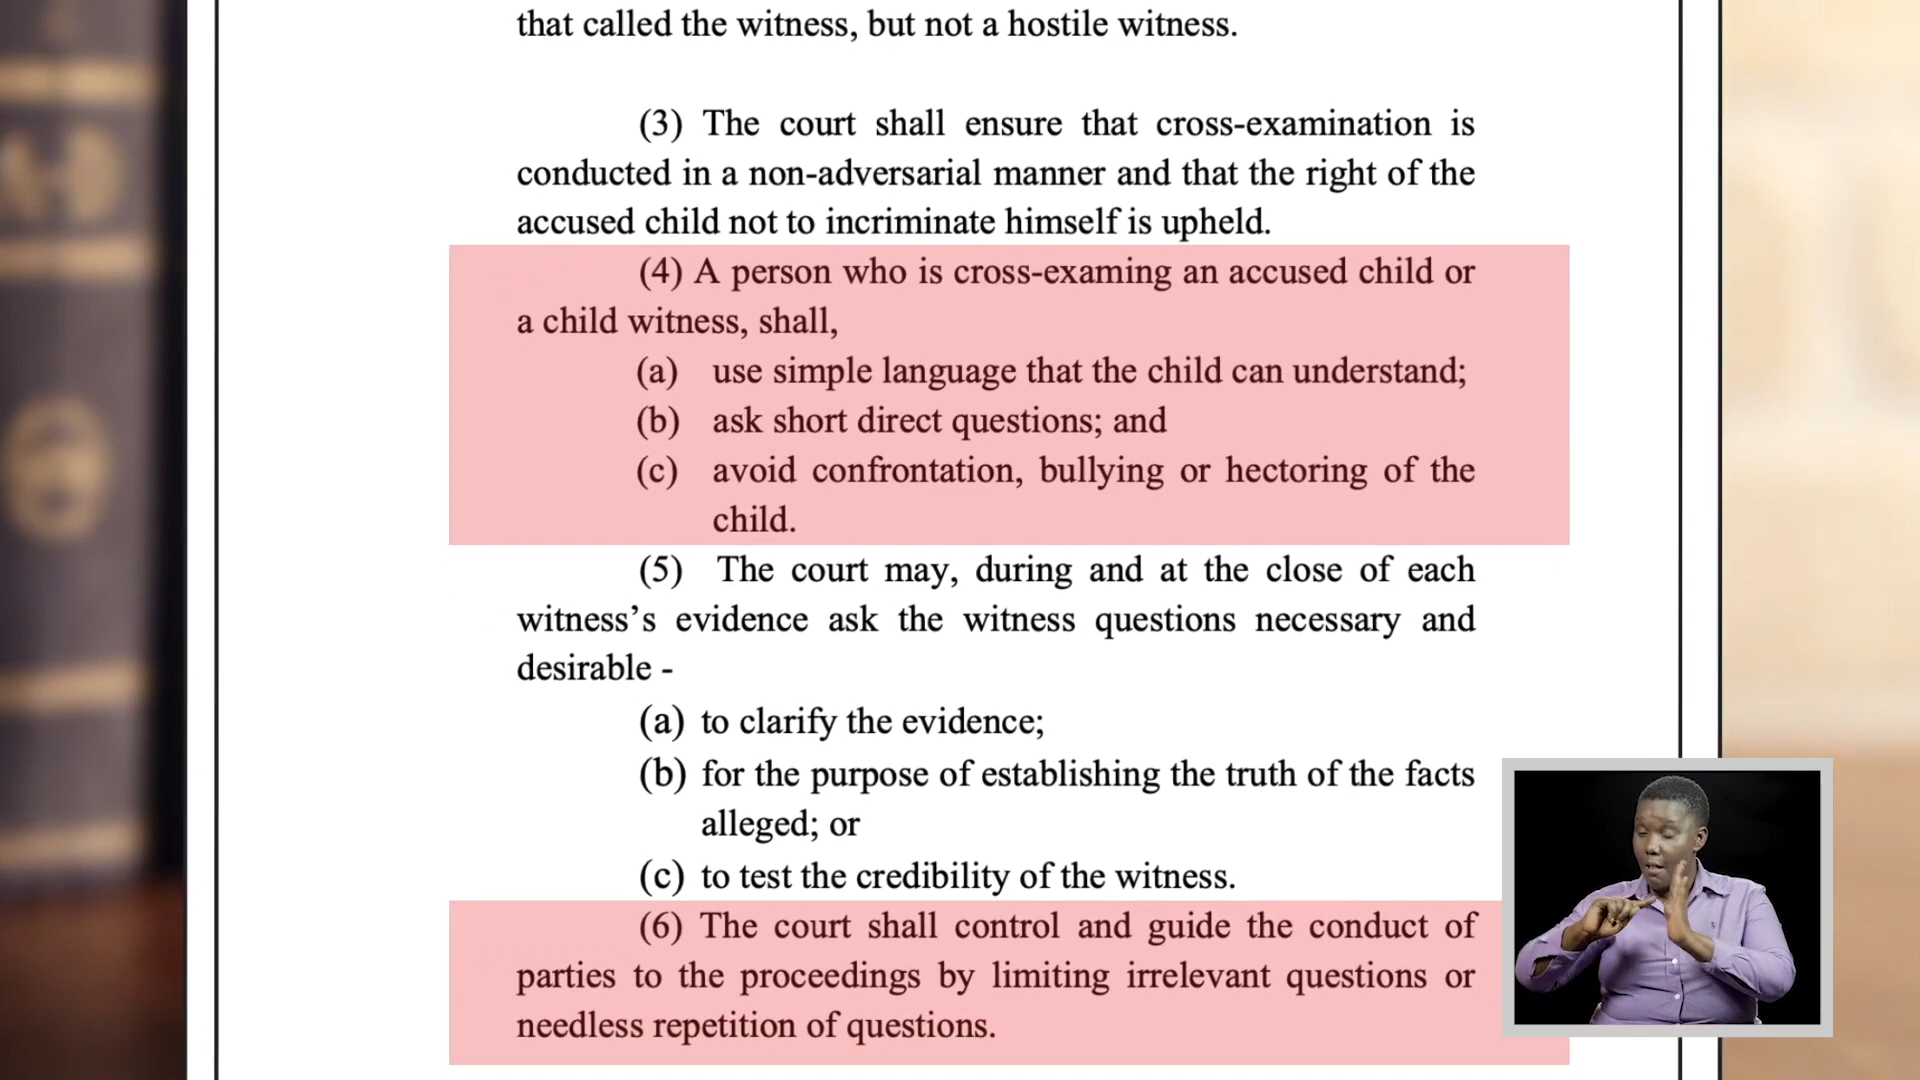 that called the witness, but not a hostile witness.
(3) The court shall ensure that cross-examination is
conducted in a non-adversarial manner and that the right of the
accused child not to incriminate himself is upheld.
(4) A person who is cross-examing an accused child or
a child witness, shall,
(a) use simple language that the child can understand;
(b) ask short direct questions; and
(c) avoid confrontation, bullying or hectoring of the
child.
(5) The court may, during and at the close of each
witness’s evidence ask the witness questions necessary and
desirable -
(a) to clarify the evidence;
(b) for the purpose of establishing the truth of the facts
alleged; or
(c) to test the credibility of the witness.
(6) The court shall control and guide the conduct of
parties to the proceedings by limiting irrelevant questions or
needless repetition of questions.